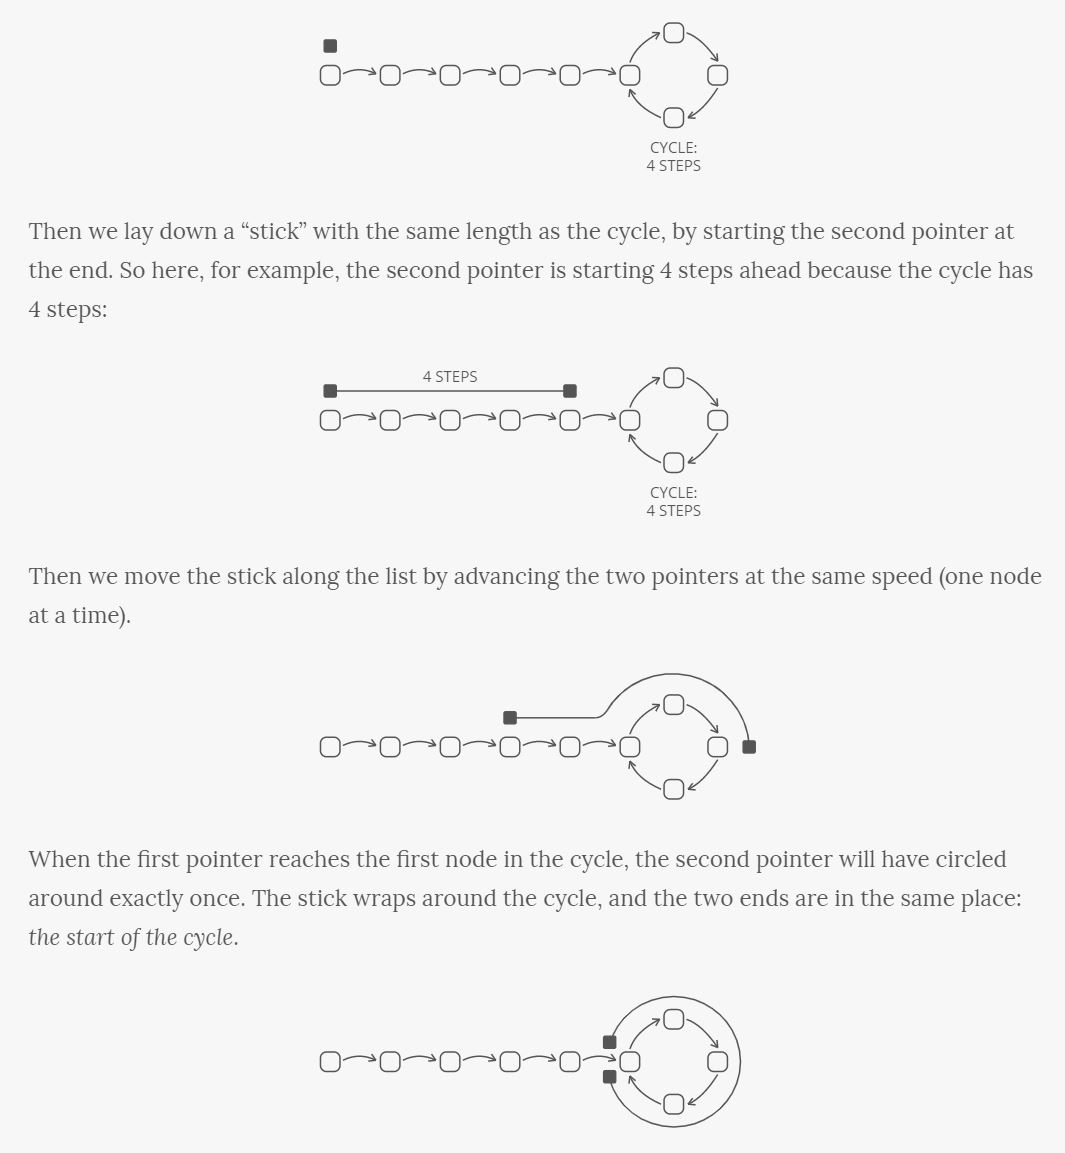 CYCLE:
4 STEPS
Then we lay down a “stick” with the same length as the cycle, by starting the second pointer at
the end. So here, for example, the second pointer is starting 4 steps ahead because the cycle has
4 steps:
4 STEPS
CYCLE:
4 STEPS
Then we move the stick along the list by advancing the two pointers at the same speed (one node
at a time).
When the first pointer reaches the first node in the cycle, the second pointer will have circled
around exactly once. The stick wraps around the cycle, and the two ends are in the same place:
the start of the cycle.